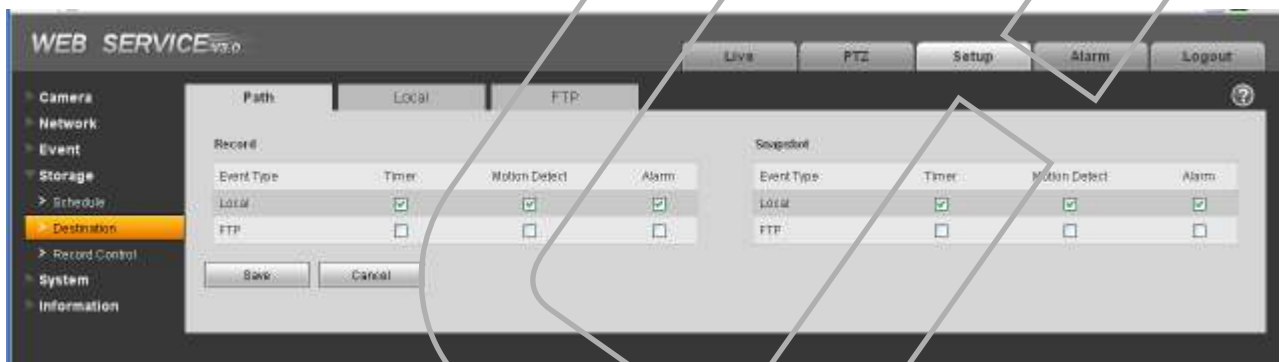 WEB SERVICE V3.0
Live PTZ Setup Alarm Logout
Camera
Network
Event
Storage
> Schedule
> Destination
> Record Control
System
Information
Path Local FTP
?
Record
Event Type Timer Motion Detect Alarm
Local
FTP
Save Cancel
Snapshot
Event Type Timer Motion Detect Alarm
Local
FTP